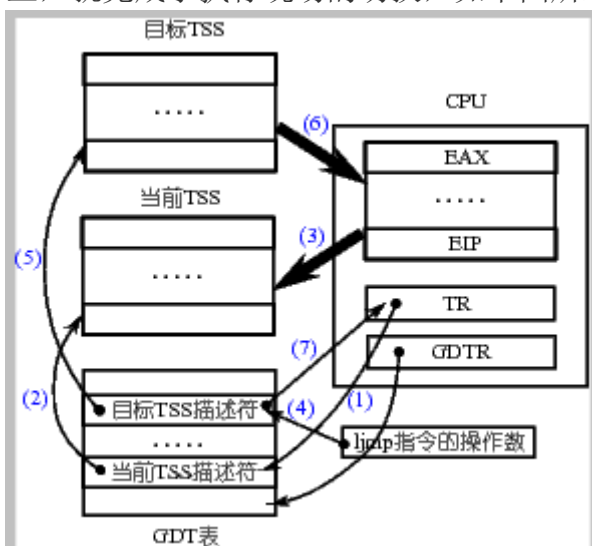 目标TSS
.....
(6)
CPU
EAX
.....
EIP
当前TSS
(3)
.....
(5)
TR
GDTR
(7)
(2)
(4)
(1)
目标TSS描述符
.....
当前TSS描述符
ljmp指令的操作数
GDT表